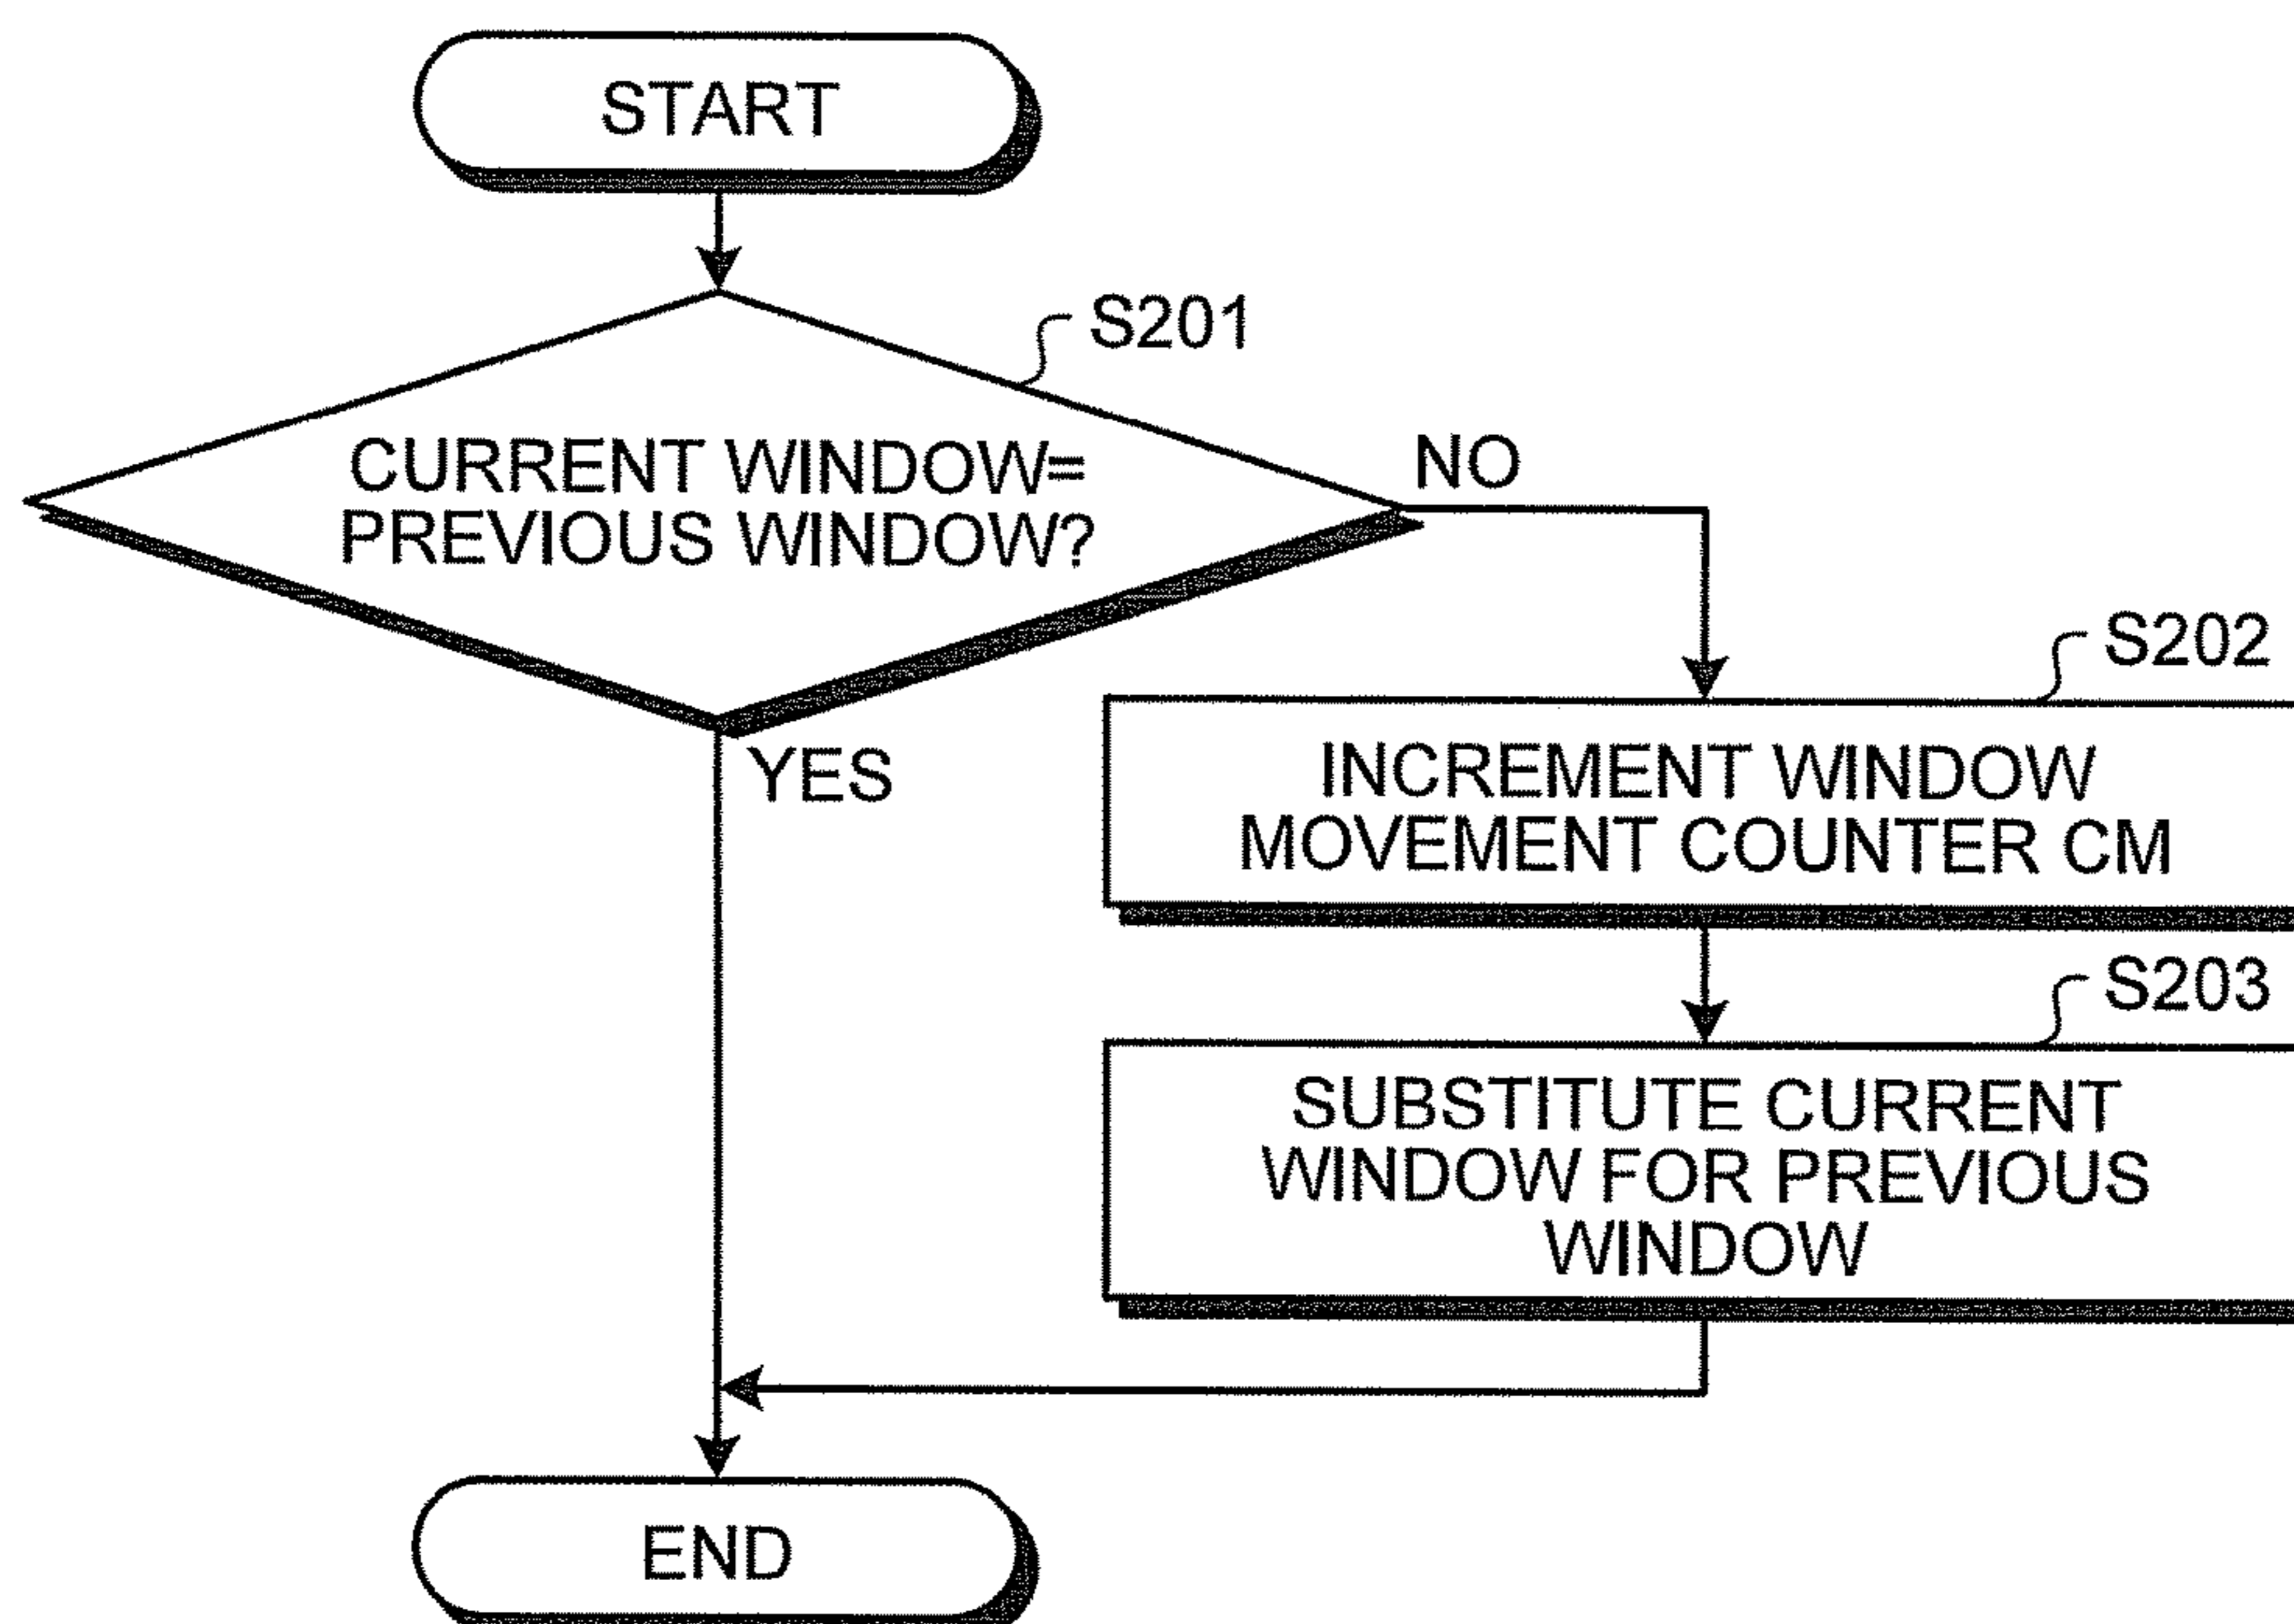 START
S201
CURRENT WINDOW=
PREVIOUS WINDOW?
NO
YES
S202
INCREMENT WINDOW
MOVEMENT COUNTER CM
S203
SUBSTITUTE CURRENT
WINDOW FOR PREVIOUS
WINDOW
END